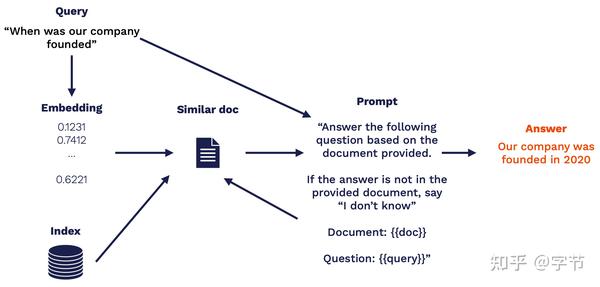 Query
“When was our company
founded”
Embedding
0.1231
0.7412
...
0.6221
Index
Similar doc
Prompt
“Answer the following
question based on the
document provided.
If the answer is not in the
provided document, say
“I don’t know”
Document: {{doc}}
Question: {{query}}”
Answer
Our company was
founded in 2020
知乎 @字节